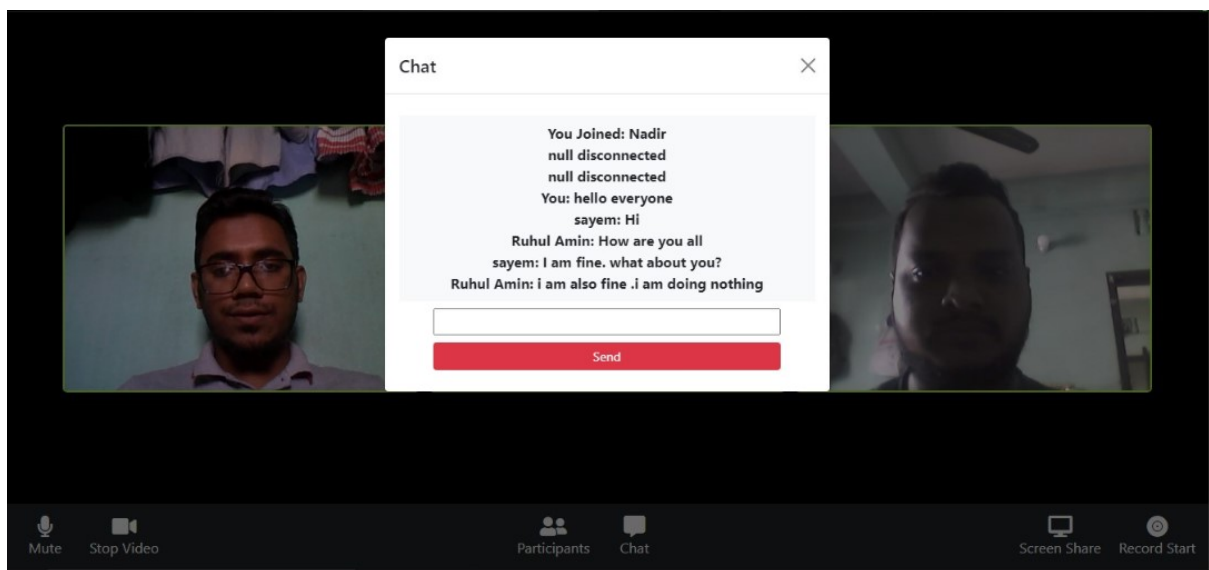 Chat
You Joined: Nadir
null disconnected
null disconnected
You: hello everyone
sayem: Hi
Ruhul Amin: How are you all
sayem: I am fine. what about you?
Ruhul Amin: i am also fine .i am doing nothing
Send
Mute
Stop Video
Participants
Chat
Screen Share
Record Start